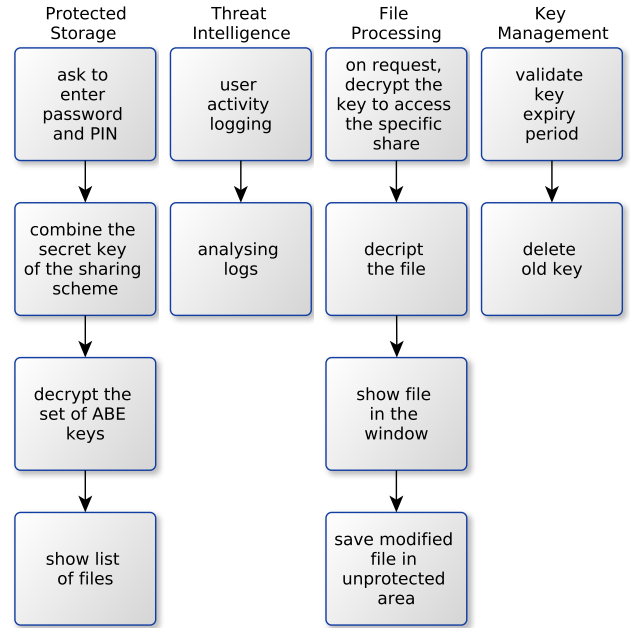 Protected
Storage
ask to
enter
password
and PIN
combine the
secret key
of the sharing
scheme
decrypt the
set of ABE
keys
show list
of files
Threat
Intelligence
user
activity
logging
analysing
logs
File
Processing
on request,
decrypt the
key to access
the specific
share
decript
the file
show file
in the
window
save modified
file in
unprotected
area
Key
Management
validate
key
expiry
period
delete
old key